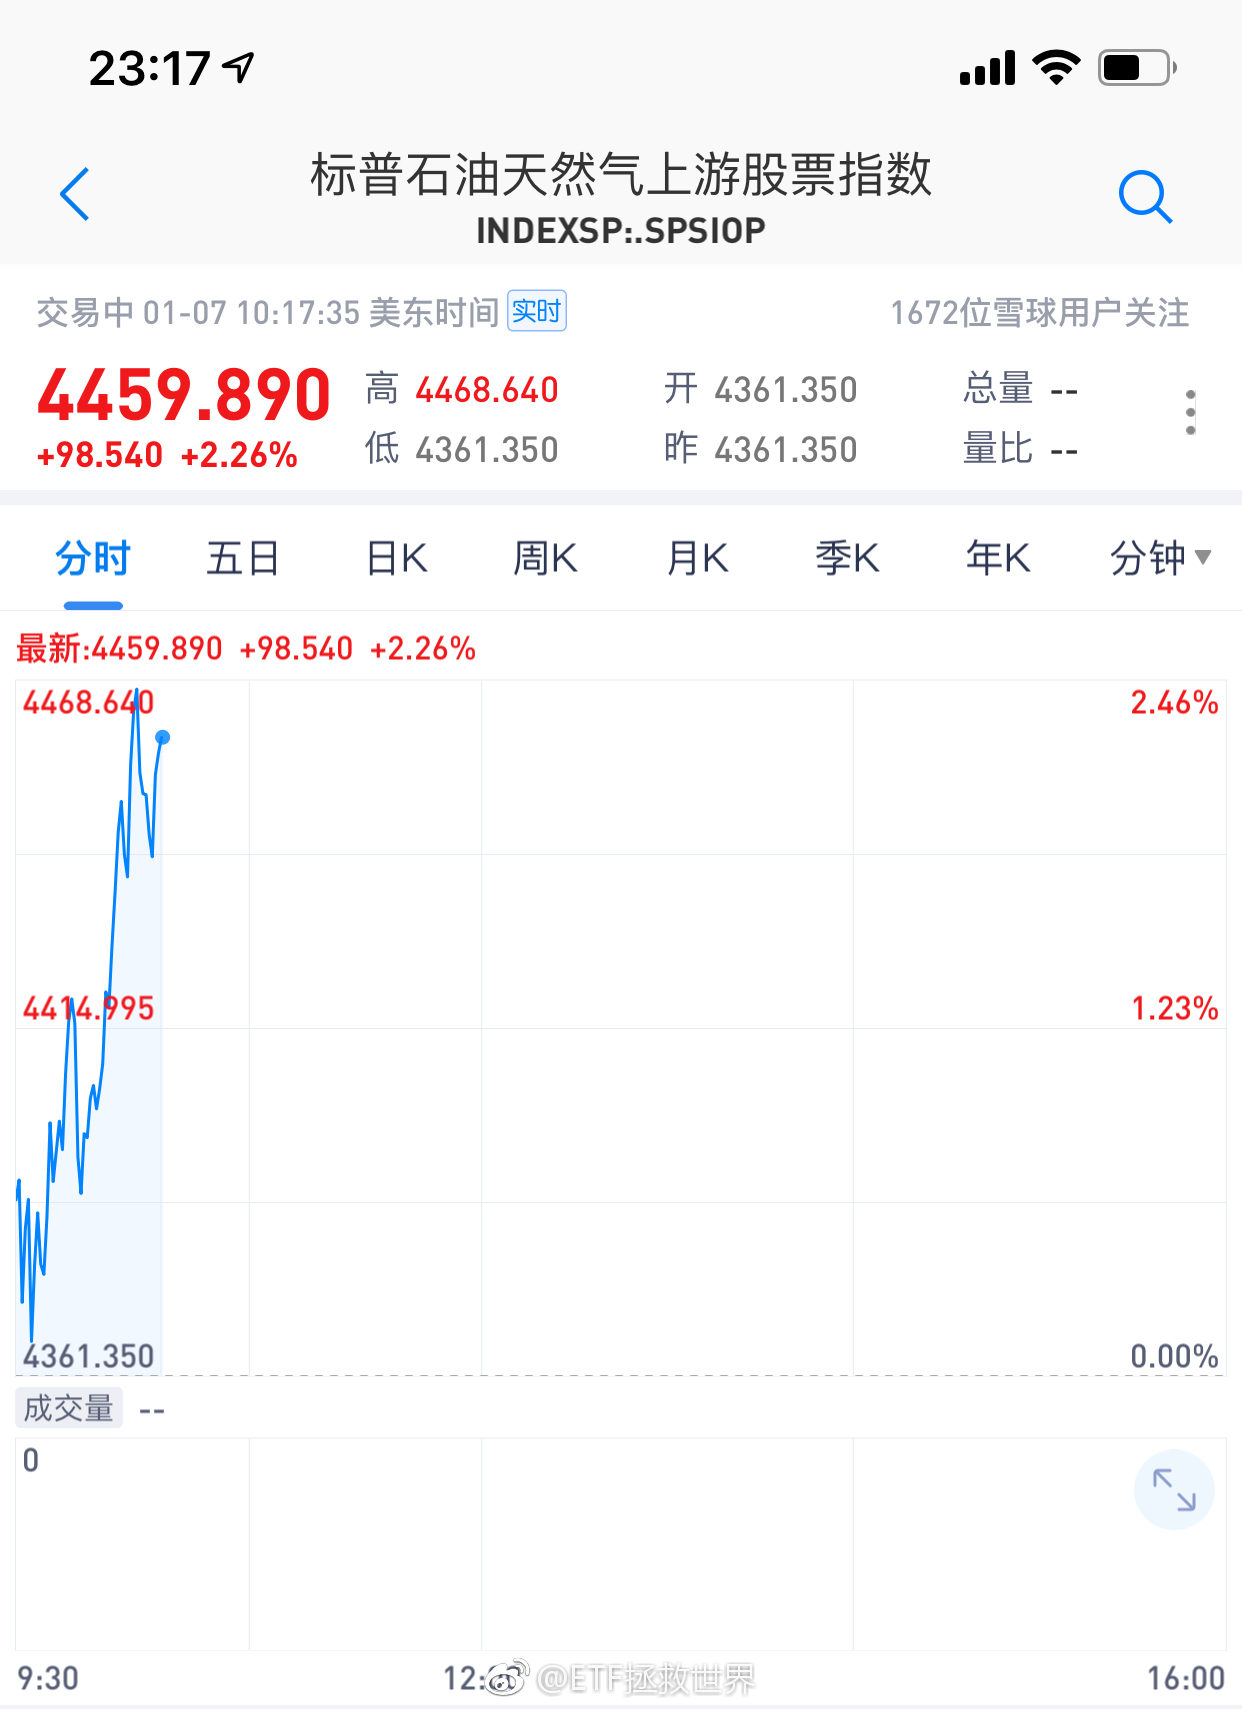 23:17
标普石油天然气上游股票指数
INDEXSP:.SPSIOP
交易中 01-07 10:17:35 美东时间 实时 1672位雪球用户关注
4459.890 高 4468.640 开 4361.350 总量 --
+98.540 +2.26% 低 4361.350 昨 4361.350 量比 --
分时 五日 日K 周K 月K 季K 年K 分钟
最新:4459.890 +98.540 +2.26%
4468.640 2.46%
4414.995 1.23%
4361.350 0.00%
成交量 --
0
9:30 16:00
@ETF拯救世界